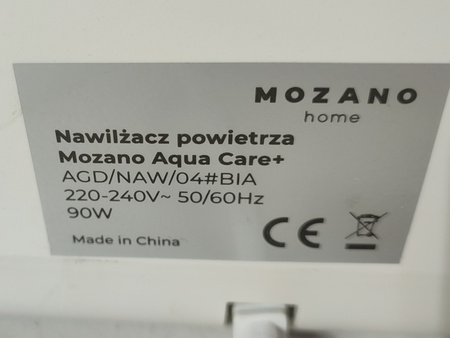 MOZANO
home
Nawilżacz powietrza
Mozano Aqua Care+
AGD/NAW/04#BIA
220-240V~ 50/60Hz
90W
Made in China
CE